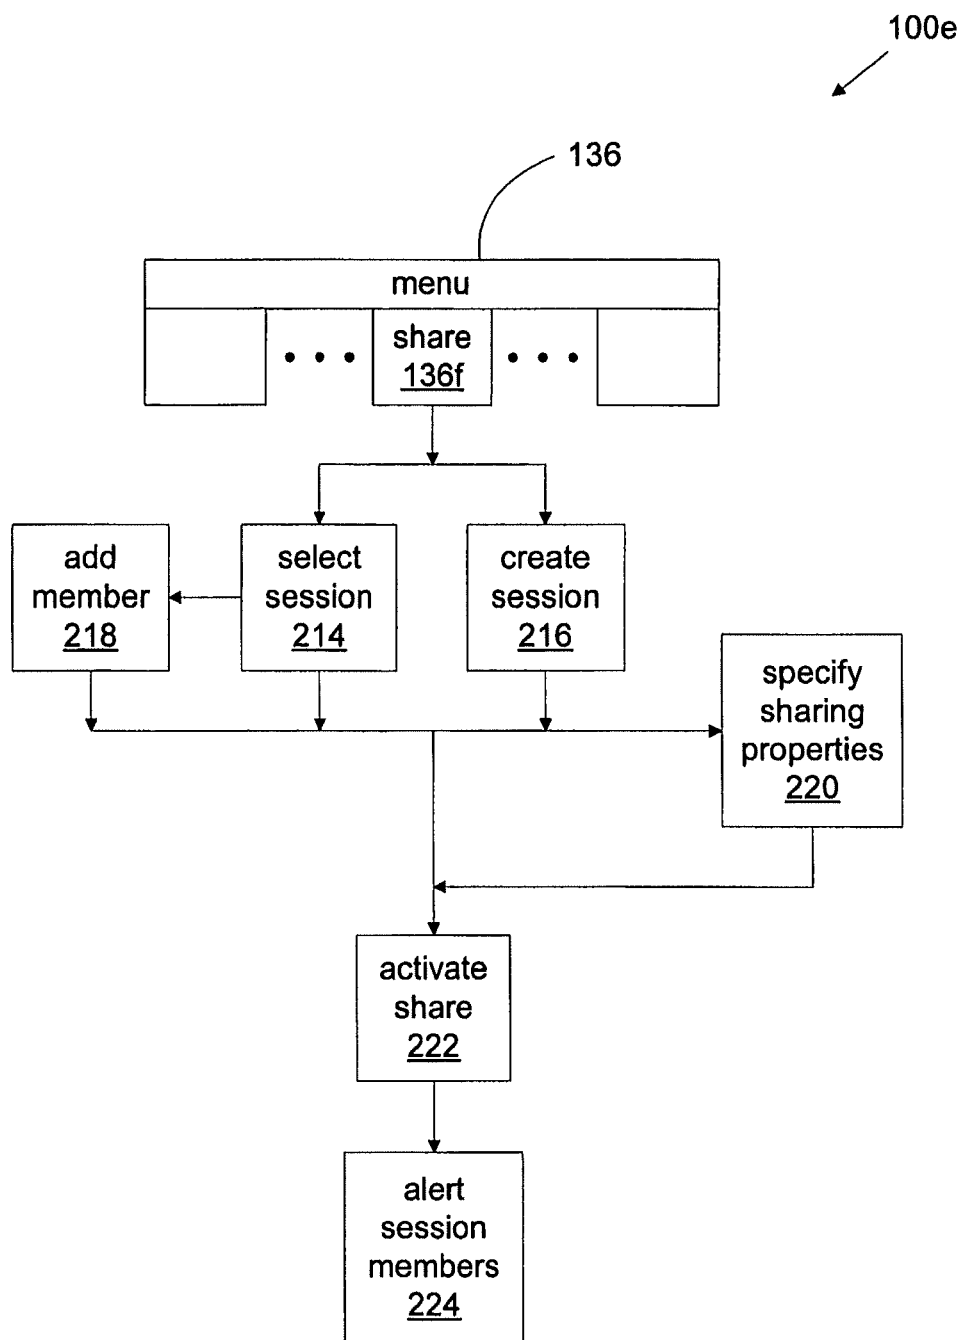 100e
136
menu
share
136f
add
member
218
select
session
214
create
session
216
specify
sharing
properties
220
activate
share
222
alert
session
members
224